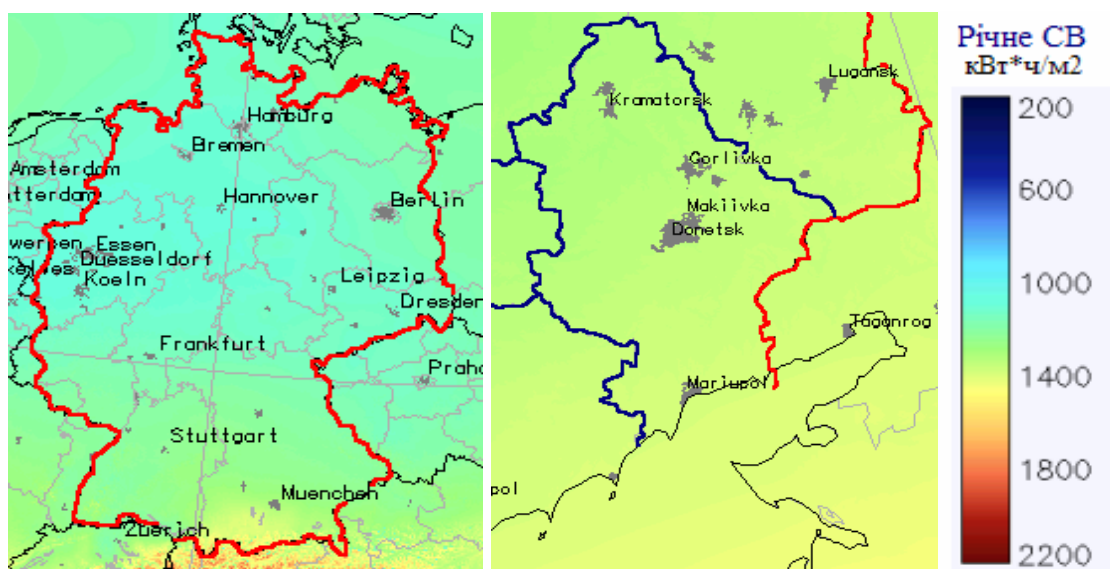 Hamburg
Bremen
Amsterdam
tterdam
Hannover
Berlin
werpen
Essen
Duesseldorf
Koeln
Leipzig
Dresden
Frankfurt
Praha
Stuttgart
Muenchen
Zuerich
Lugansk
Kramatorsk
Gorlivka
Makiivka
Donetsk
Taganrog
Mariupol
pol
Річне СВ
кВт*ч/м2
200
600
1000
1400
1800
2200